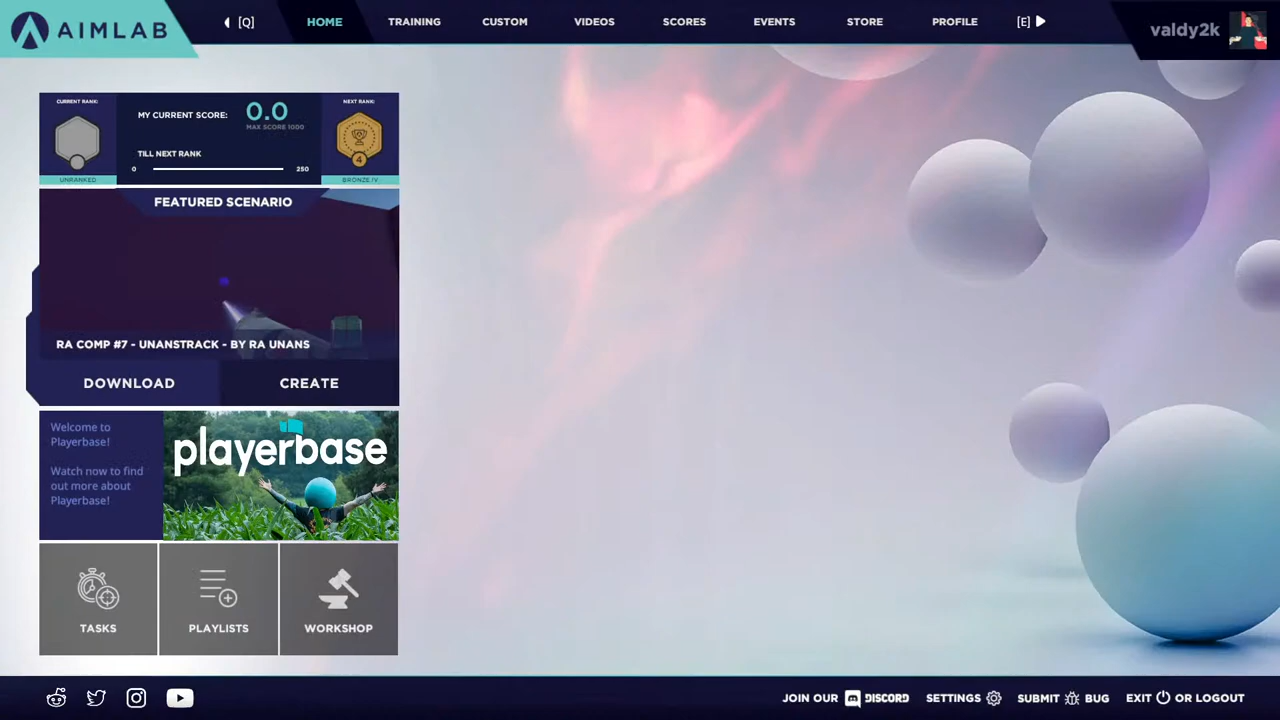 AIMLAB
[Q]
HOME
TRAINING
CUSTOM
VIDEOS
SCORES
EVENTS
STORE
PROFILE
[E]
valdy2k
CURRENT RANK:
UNRANKED
MY CURRENT SCORE:
0.0
MAX SCORE 1000
TILL NEXT RANK
0
250
NEXT RANK:
4
BRONZE IV
FEATURED SCENARIO
RA COMP #7 - UNANSTRACK - BY RA UNANS
DOWNLOAD
CREATE
Welcome to
Playerbase!
Watch now to find
out more about
Playerbase!
playerbase
TASKS
PLAYLISTS
WORKSHOP
JOIN OUR DISCORD
SETTINGS
SUBMIT BUG
EXIT OR LOGOUT